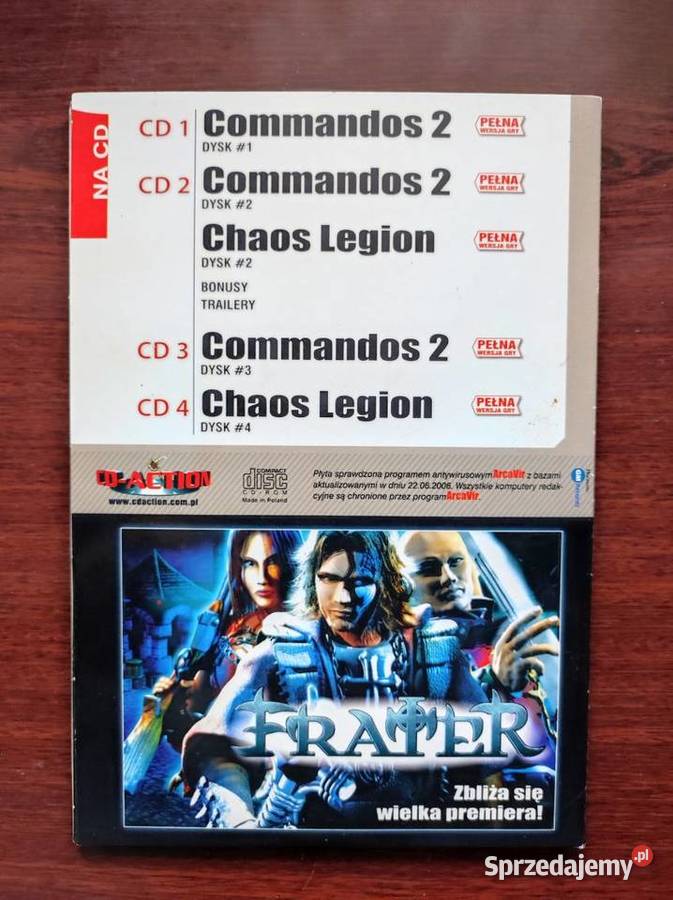 NA CD
CD 1 Commandos 2 PEŁNA WERSJA GRY
DYSK #1
CD 2 Commandos 2 PEŁNA WERSJA GRY
DYSK #2
Chaos Legion PEŁNA WERSJA GRY
DYSK #2
BONUSY
TRAILERY
CD 3 Commandos 2 PEŁNA WERSJA GRY
DYSK #3
CD 4 Chaos Legion PEŁNA WERSJA GRY
DYSK #4
CD-ACTION
www.cdaction.com.pl
COMPACT
disc
CD-ROM
Made in Poland
Płyta sprawdzona programem antywirusowym ArcaVir z bazami
aktualizowanymi w dniu 22.06.2006. Wszystkie komputery redak-
cyjne są chronione przez program ArcaVir.
FRATER
Zbliża się
wielka premiera!
Sprzedajemy.pl